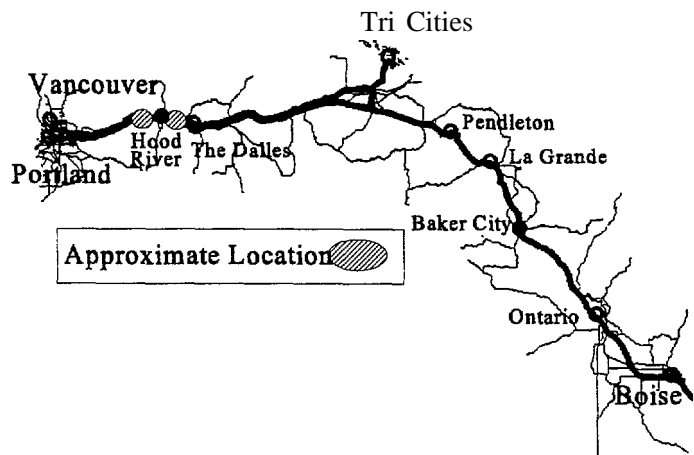 Tri Cities
Vancouver
Hood
River
The Dalles
Portland
Pendleton
La Grande
Baker City
Approximate Location
Ontario
Boise